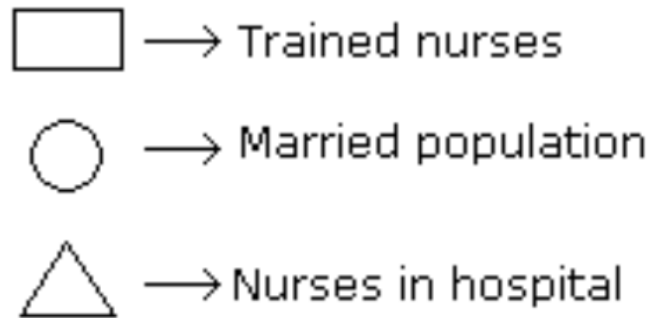 Trained nurses
Married population
Nurses in hospital